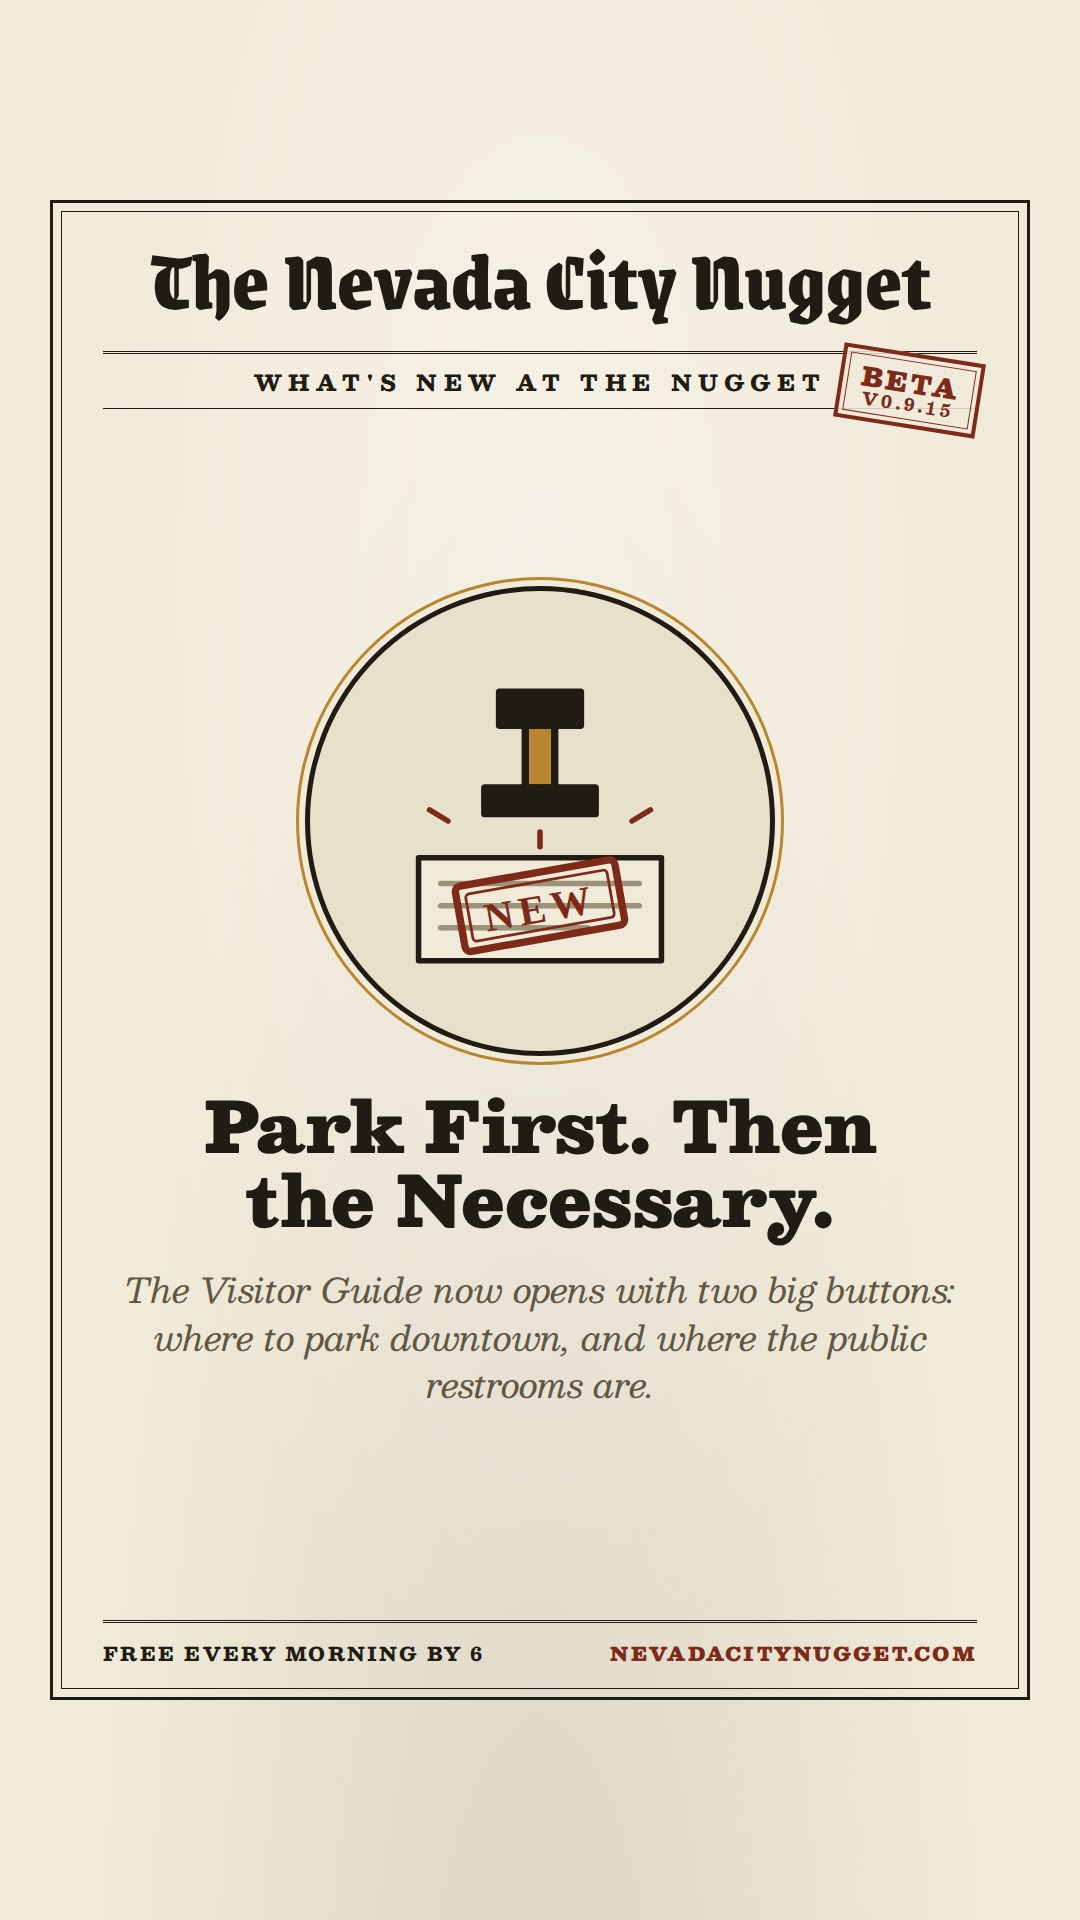 The Nevada City Nugget
WHAT'S NEW AT THE NUGGET
BETA
V0.9.15
NEW
Park First. Then
the Necessary.
The Visitor Guide now opens with two big buttons:
where to park downtown, and where the public
restrooms are.
FREE EVERY MORNING BY 6
NEVADACITYNUGGET.COM